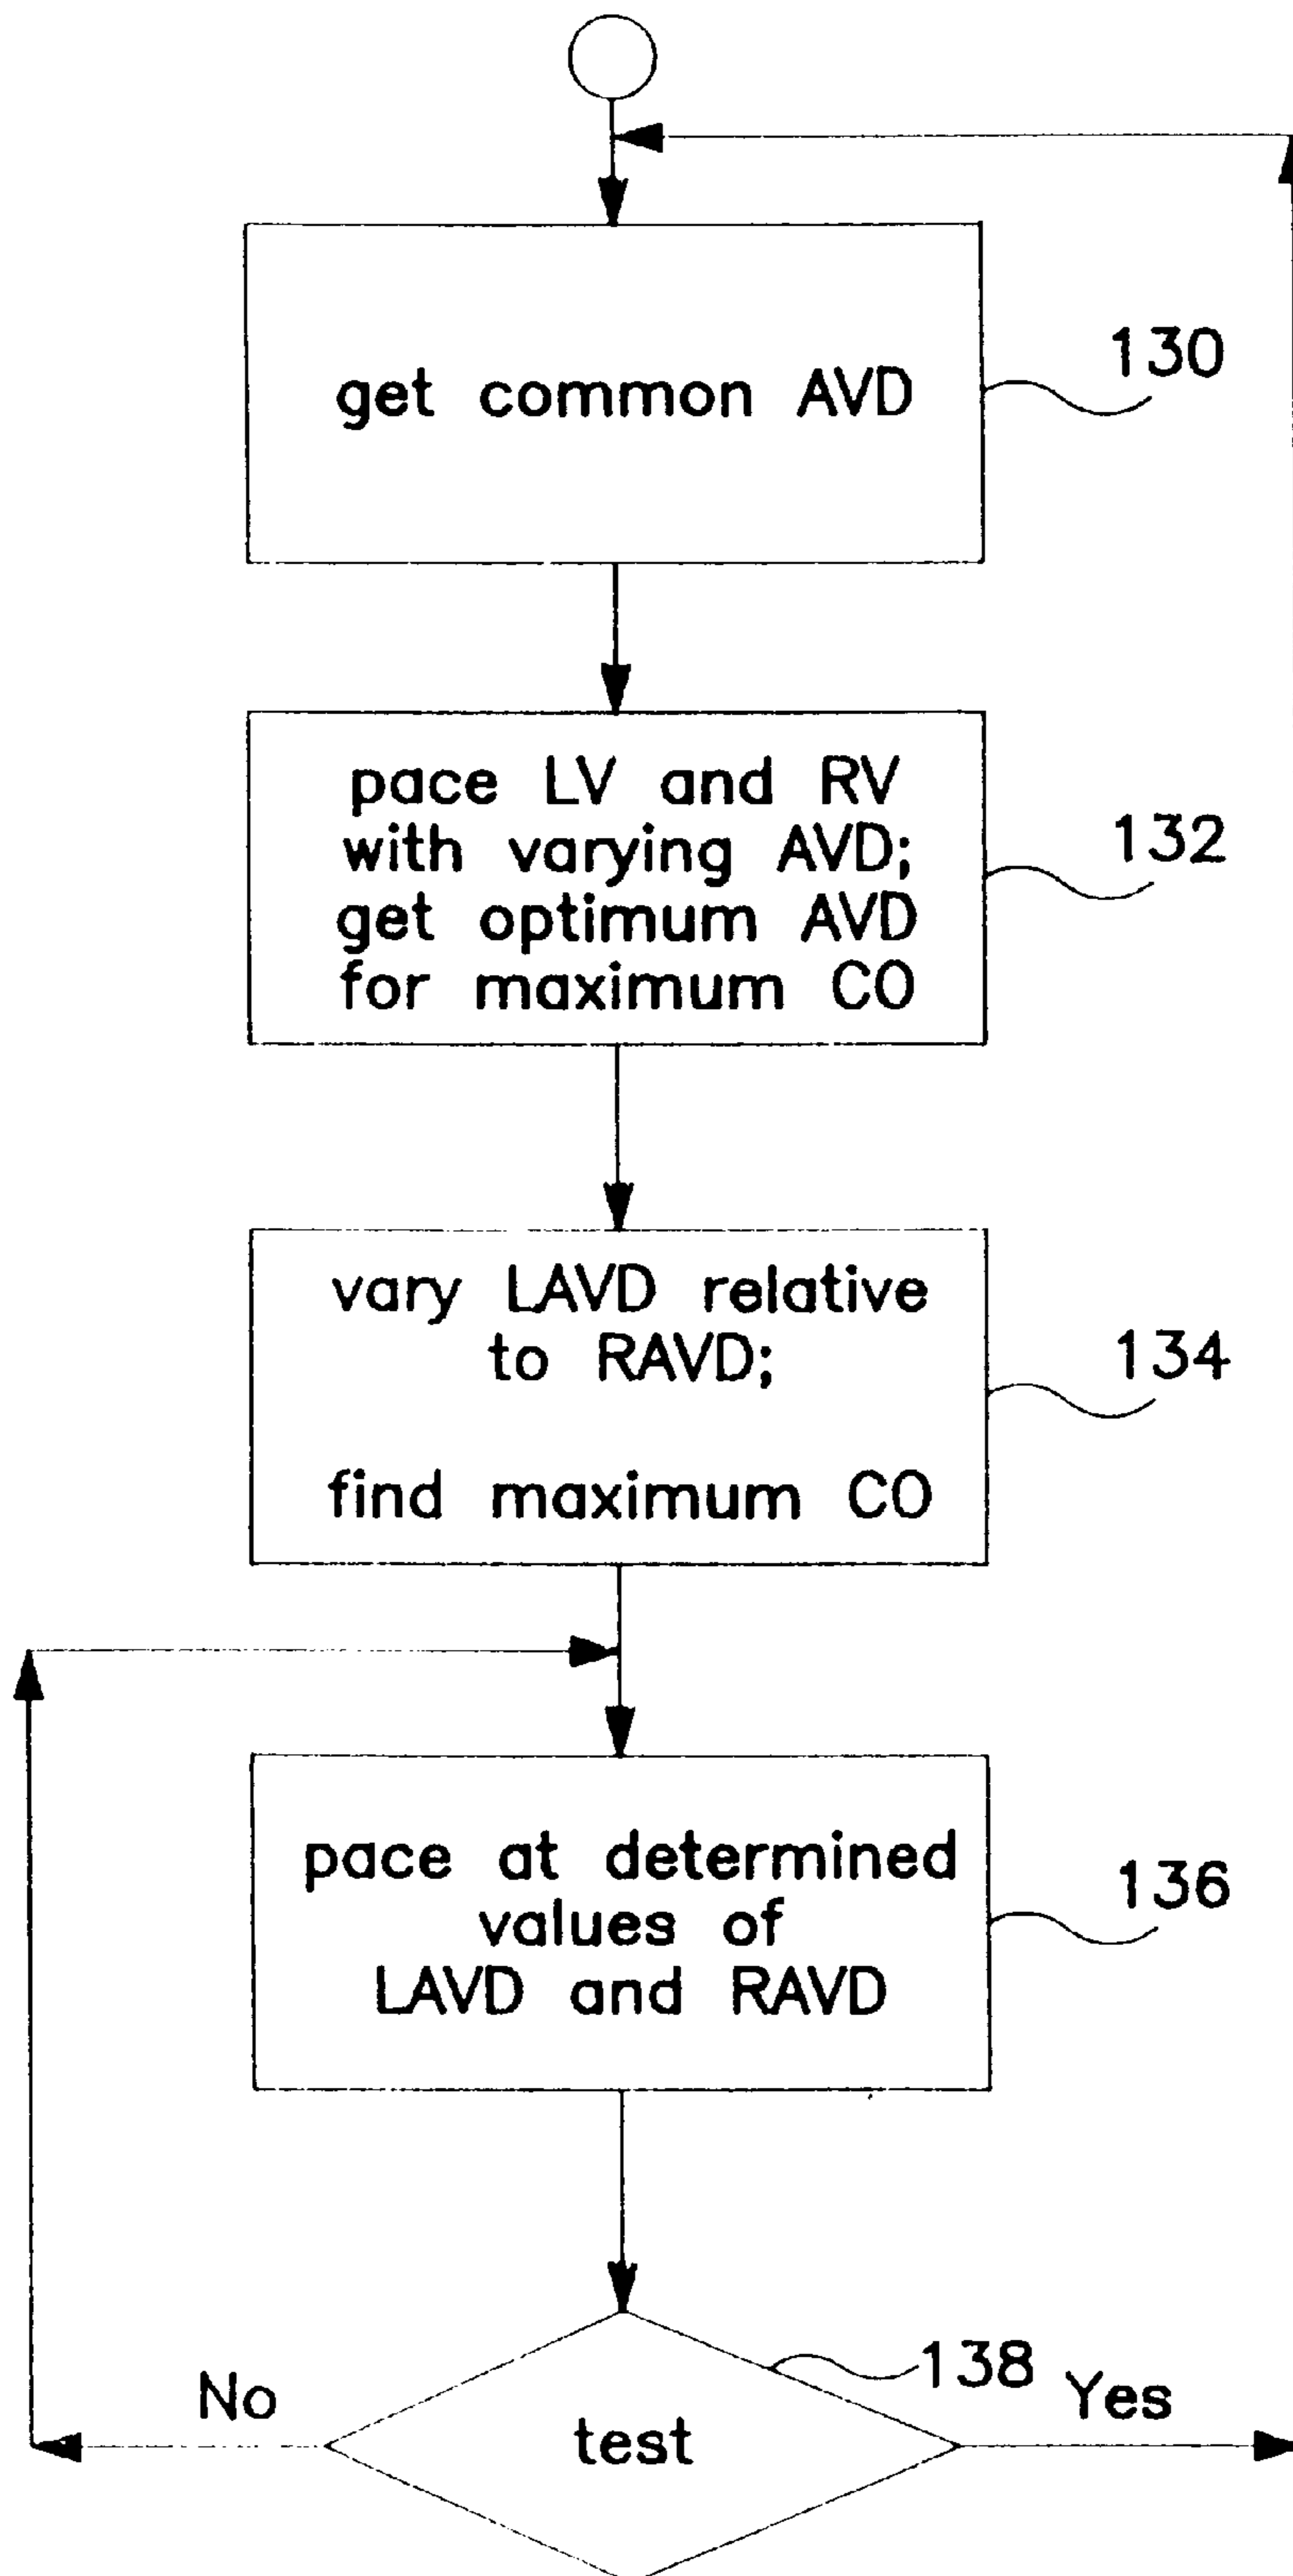 get common AVD
130
pace LV and RV
with varying AVD;
get optimum AVD
for maximum CO
132
vary LAVD relative
to RAVD;
find maximum CO
134
pace at determined
values of
LAVD and RAVD
136
138
No
Yes
test